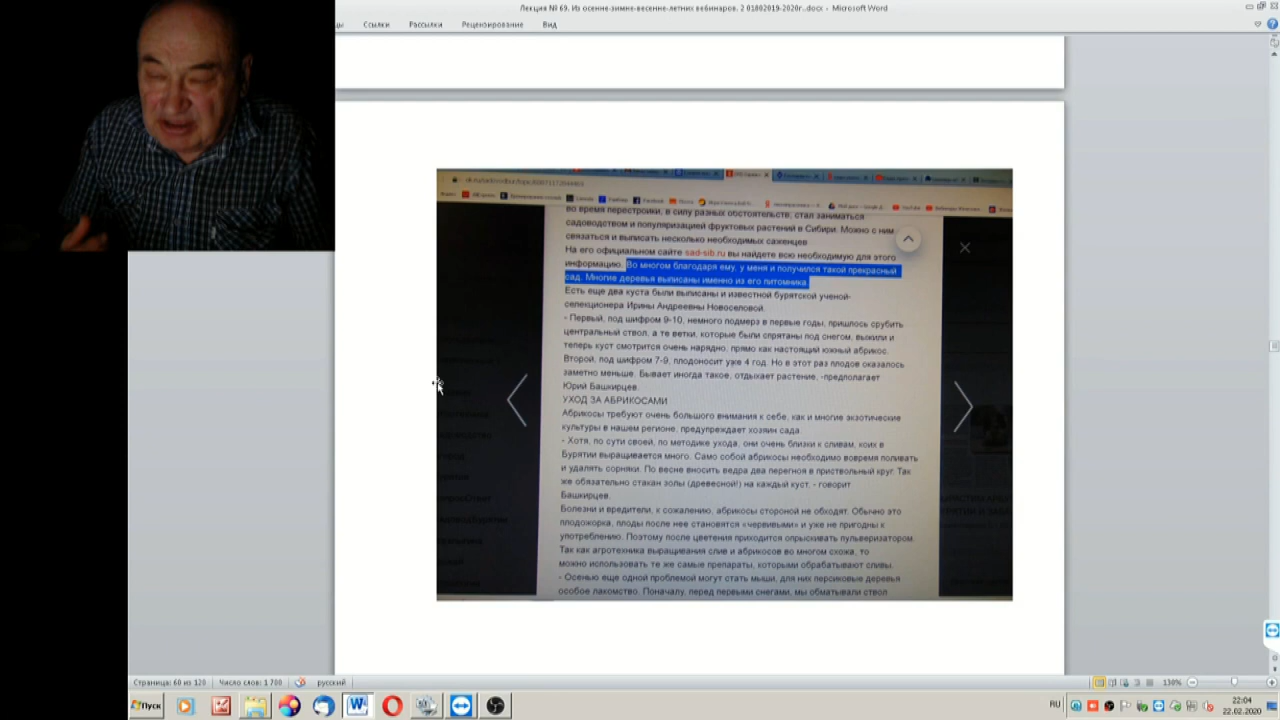 Лекция № 69. Из осенне-зимне-весенне-летних вебинаров. 2 01002019-2020г..docx - Microsoft Word
Ссылки Рассылки Рецензирование Вид
во время перестройки, в силу разных обстоятельств, стал заниматься
садоводством и популяризацией фруктовых растений в Сибири. Можно с ним
связаться и выписать несколько необходимых саженцев
На его официальном сайте sad-sib.ru вы найдете всю необходимую для этого
информацию. Во многом благодаря ему, у меня и получился такой прекрасный
сад. Многие деревья выписаны именно из его питомника.
Есть еще два куста были выписаны и известной бурятской ученой-
селекционера Ирины Андреевны Новоселовой.
- Первый, под шифром 9-10, немного подмерз в первые годы, пришлось срубить
центральный ствол, а те ветки, которые были спрятаны под снегом, выжили и
теперь куст смотрится очень нарядно, прямо как настоящий южный абрикос.
Второй, под шифром 7-9, плодоносит уже 4 год. Но в этот раз плодов оказалось
заметно меньше. Бывает иногда такое, отдыхает растение, -предполагает
Юрий Башкирцев.
УХОД ЗА АБРИКОСАМИ
Абрикосы требуют очень большого внимания к себе, как и многие экзотические
культуры в нашем регионе, предупреждает хозяин сада.
- Хотя, по сути своей, по методике ухода, они очень близки к сливам, коих в
Бурятии выращивается много. Само собой абрикосы необходимо вовремя поливать
и удалять сорняки. По весне вносить ведра два перегноя в приствольный круг. Так
же обязательно стакан золы (древесной!) на каждый куст, - говорит
Башкирцев.
Болезни и вредители, к сожалению, абрикосы стороной не обходят. Обычно это
плодожорка, плоды после нее становятся «червивыми» и уже не пригодны к
употреблению. Поэтому после цветения приходится опрыскивать пульверизатором.
Так как агротехника выращивания слив и абрикосов во многом схожа, то
можно использовать те же самые препараты, которыми обрабатывают сливы.
- Осенью еще одной проблемой могут стать мыши, для них персиковые деревья
особое лакомство. Поначалу, перед первыми снегами, мы обматывали ствол
Страница: 60 из 120 Число слов: 1 700 русский 130%
Пуск RU 22:04
22.02.2020